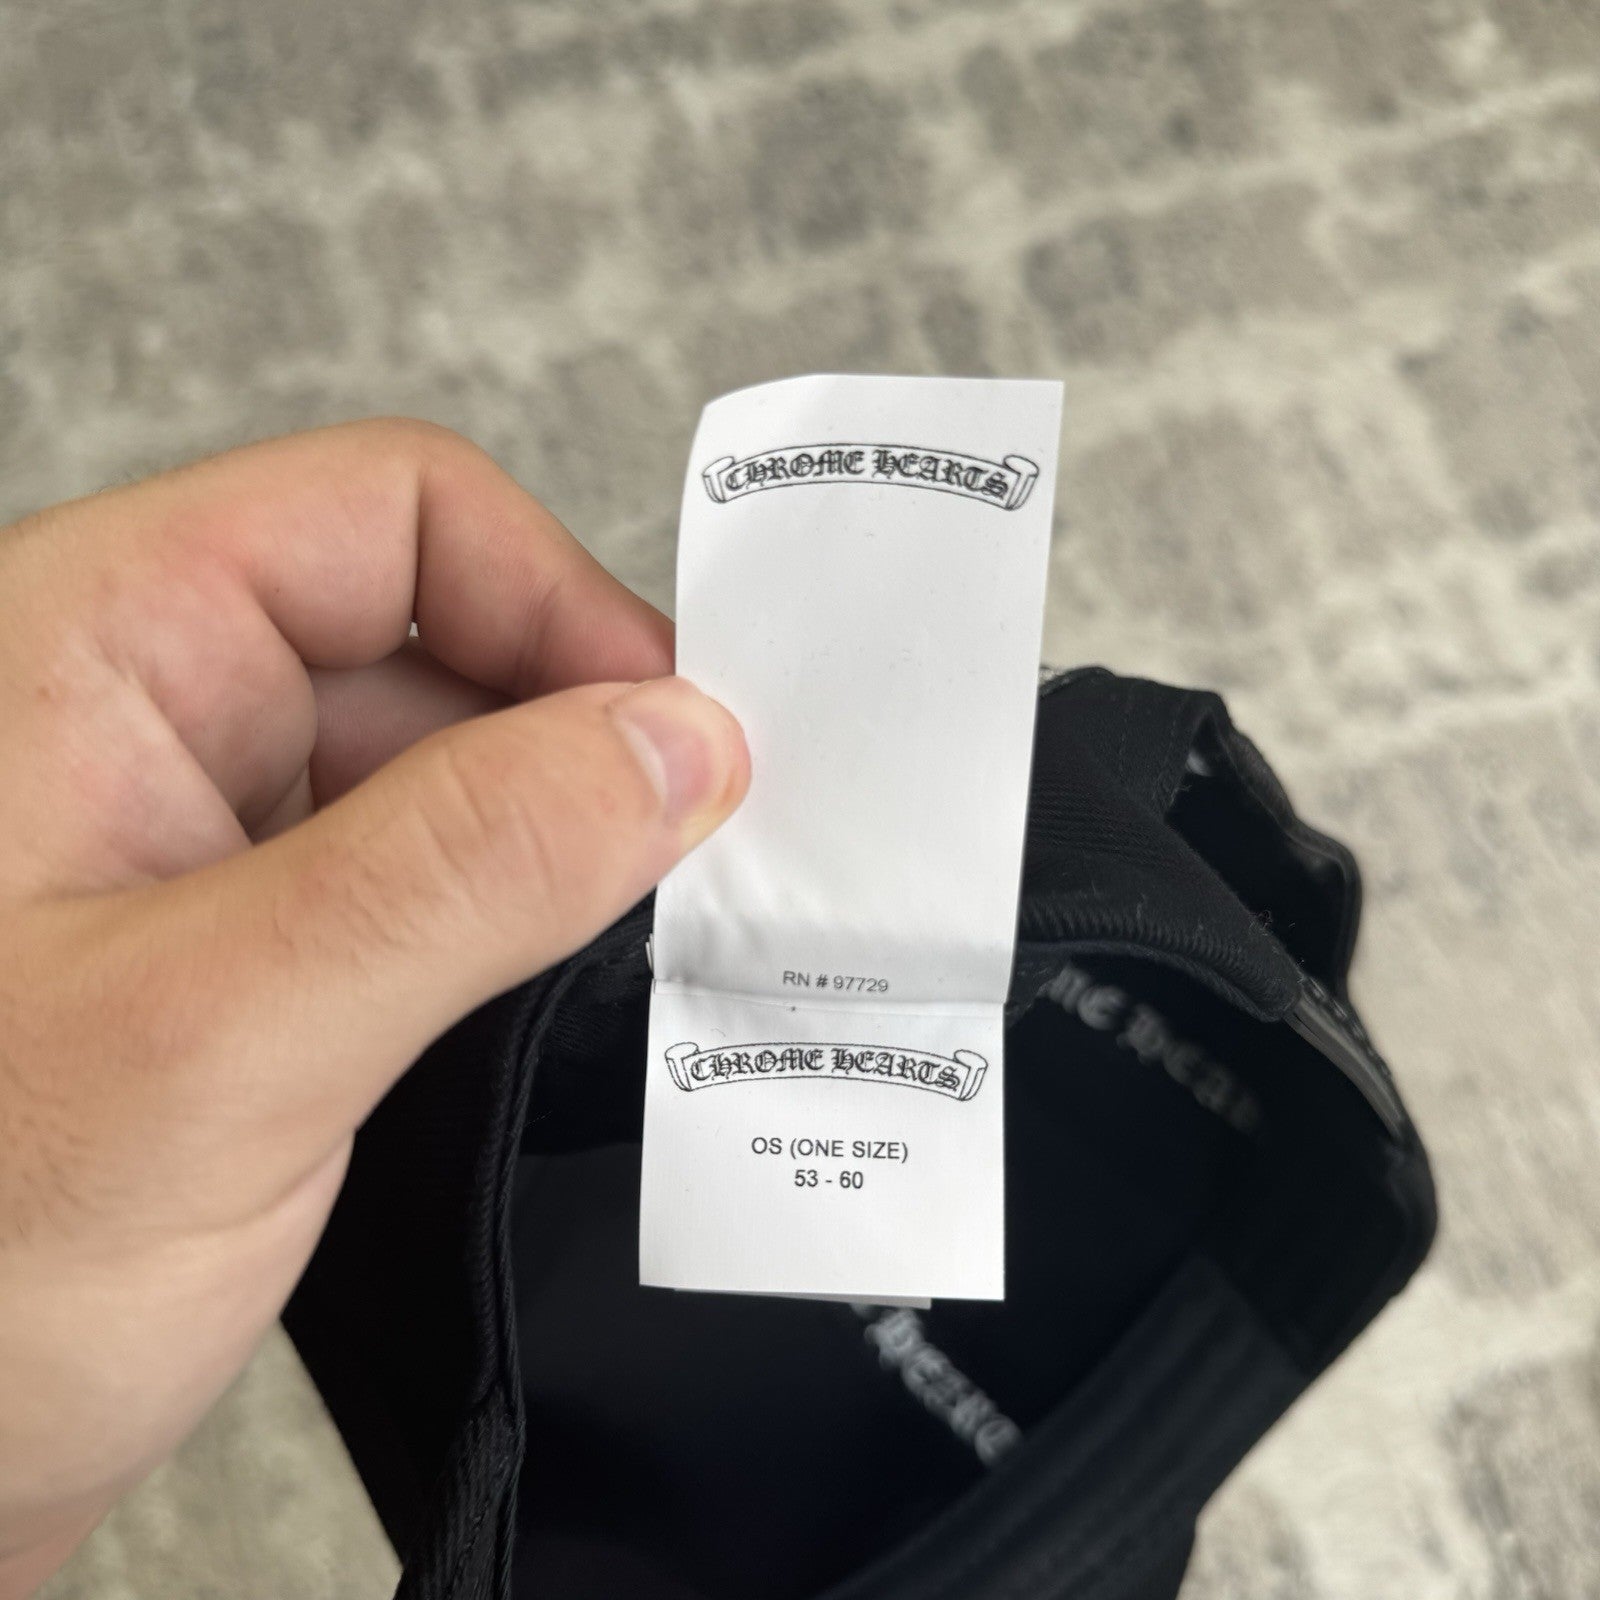 CHROME HEARTS
RN # 97729
CHROME HEARTS
OS (ONE SIZE)
53 - 60